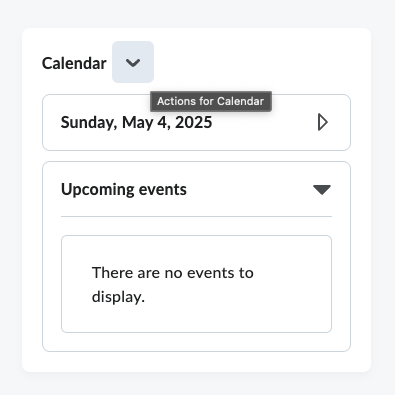 Calendar
Actions for Calendar
Sunday, May 4, 2025
Upcoming events
There are no events to
display.